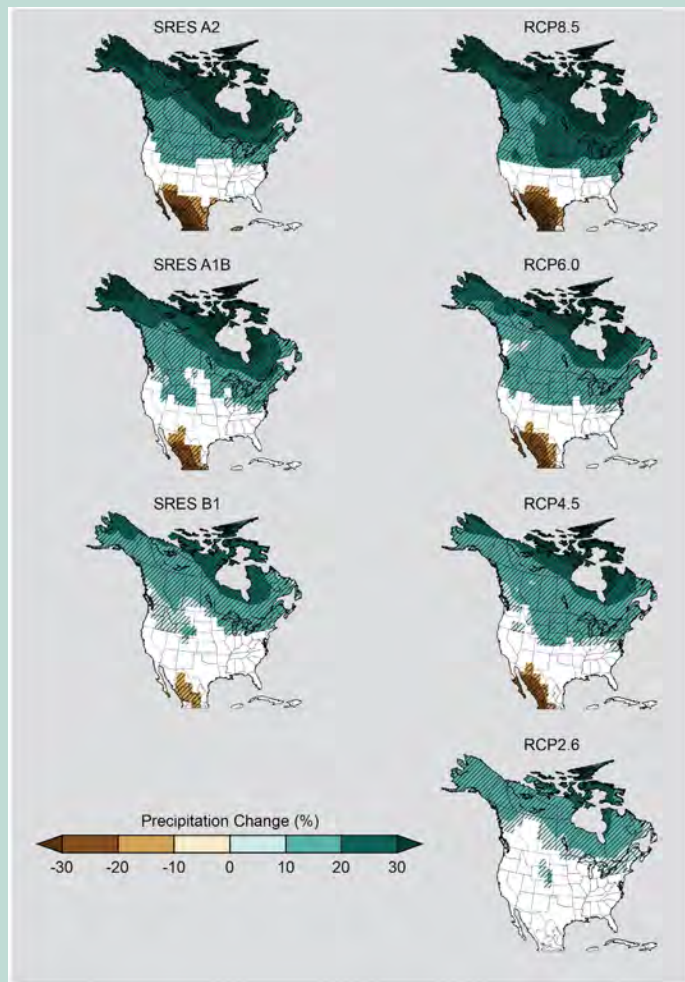 SRES A2
RCP8.5
SRES A1B
RCP6.0
SRES B1
RCP4.5
RCP2.6
Precipitation Change (%)
-30 -20 -10 0 10 20 30